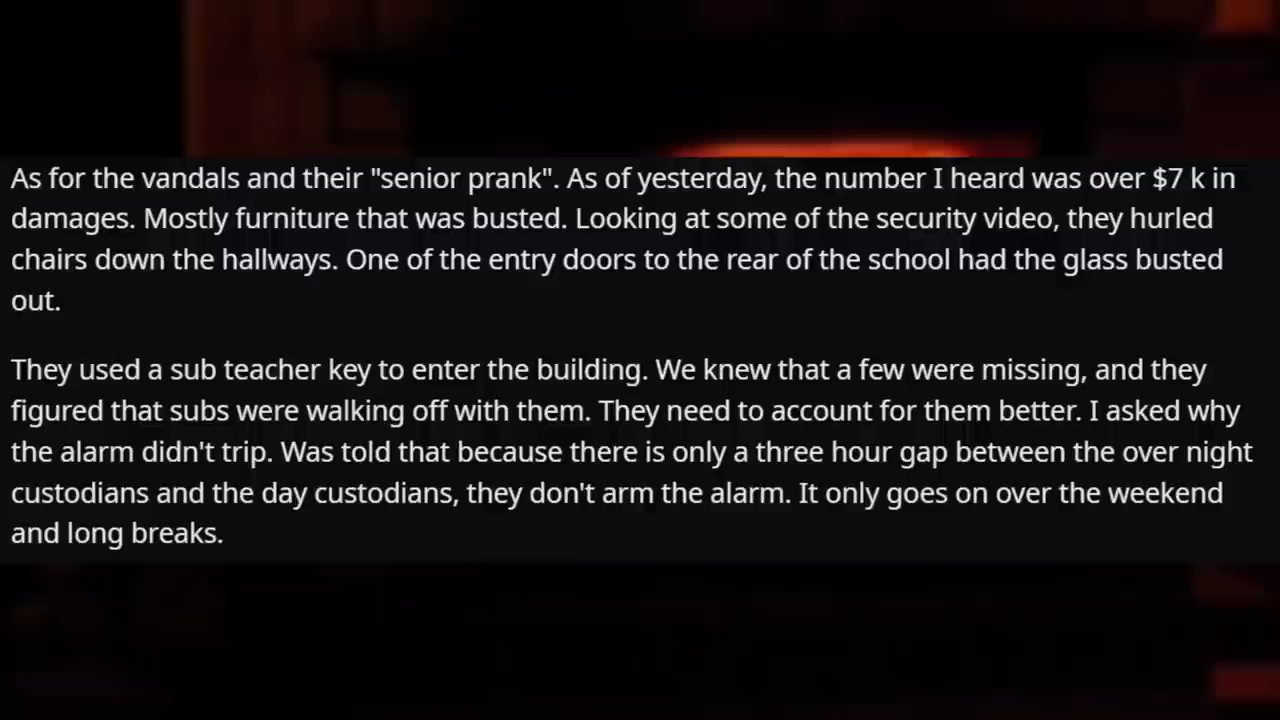 As for the vandals and their "senior prank". As of yesterday, the number I heard was over $7 k in
damages. Mostly furniture that was busted. Looking at some of the security video, they hurled
chairs down the hallways. One of the entry doors to the rear of the school had the glass busted
out.
They used a sub teacher key to enter the building. We knew that a few were missing, and they
figured that subs were walking off with them. They need to account for them better. I asked why
the alarm didn't trip. Was told that because there is only a three hour gap between the over night
custodians and the day custodians, they don't arm the alarm. It only goes on over the weekend
and long breaks.